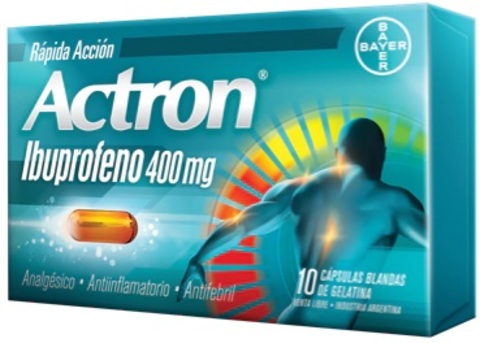 Rápida Acción
Actron®
Ibuprofeno 400 mg
Analgésico • Antiinflamatorio • Antifebril
10 CÁPSULAS BLANDAS
DE GELATINA
VENTA LIBRE • INDUSTRIA ARGENTINA
BAYER
BAYER